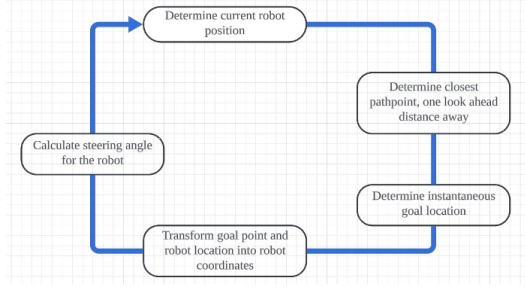 Determine current robot
position
Determine closest
pathpoint, one look ahead
distance away
Determine instantaneous
goal location
Transform goal point and
robot location into robot
coordinates
Calculate steering angle
for the robot